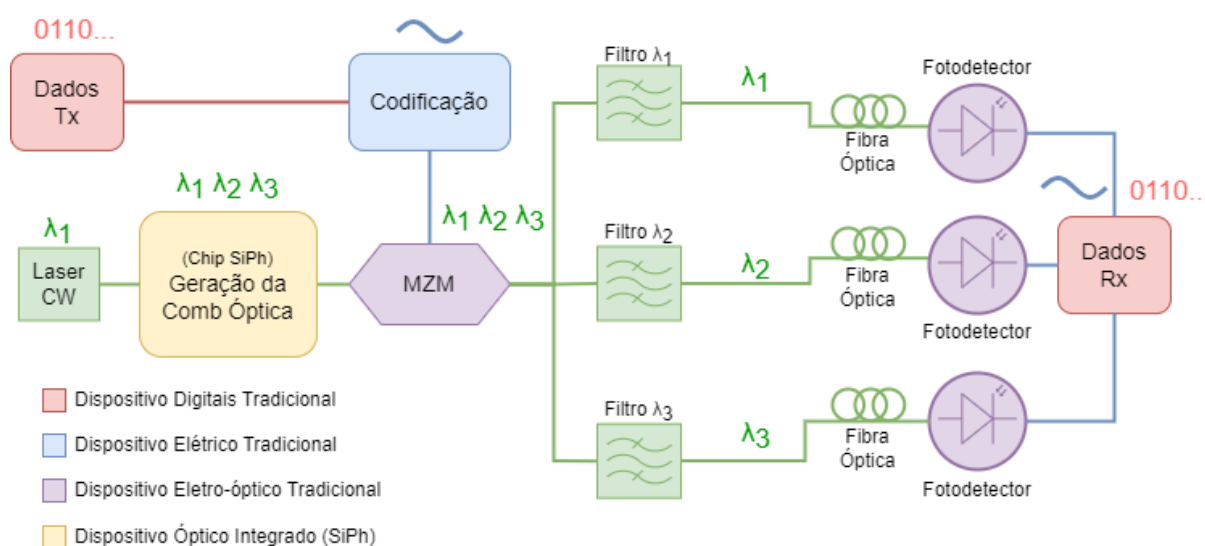 0110...
Dados
Tx
Codificação
Filtro λ1
λ1
Fotodetector
Fibra
Óptica
λ1 λ2 λ3
λ1
Laser
CW
(Chip SiPh)
Geração da
Comb Óptica
λ1 λ2 λ3
MZM
Filtro λ2
λ2
Fibra
Óptica
Fotodetector
0110..
Dados
Rx
Filtro λ3
λ3
Fibra
Óptica
Fotodetector
Dispositivo Digitais Tradicional
Dispositivo Elétrico Tradicional
Dispositivo Eletro-óptico Tradicional
Dispositivo Óptico Integrado (SiPh)